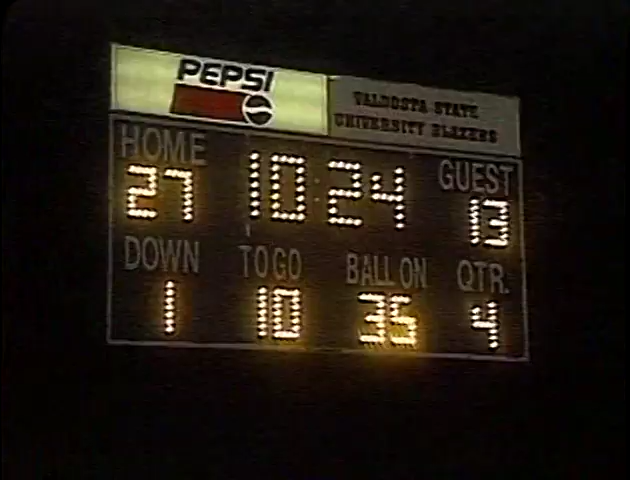 PEPSI
VALDOSTA STATE
UNIVERSITY BLAZERS
HOME 10:24 GUEST
27 13
DOWN TO GO BALL ON QTR.
1 10 35 4